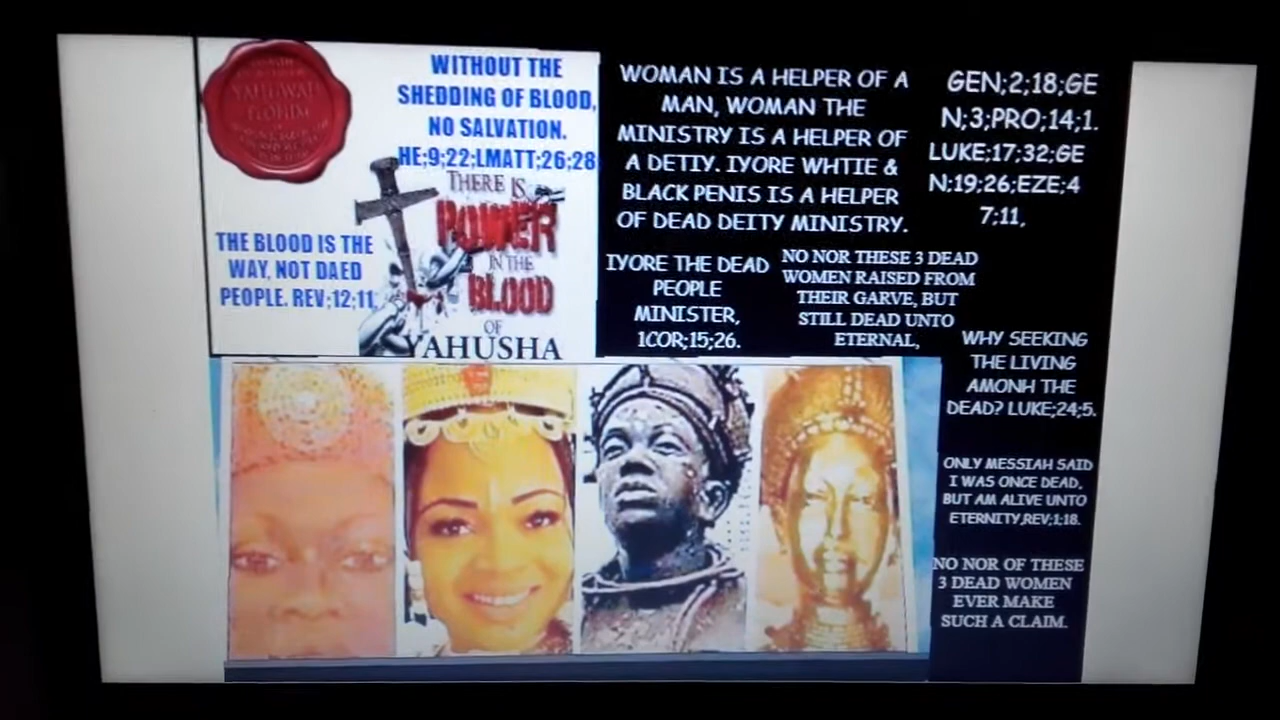 YAHUWAH
ELOHIM
WITHOUT THE
SHEDDING OF BLOOD,
NO SALVATION.
HE;9;22;LMATT;26;28
THERE IS
POWER
IN THE
BLOOD
OF
YAHUSHA
THE BLOOD IS THE
WAY, NOT DAED
PEOPLE. REV;12;11,
WOMAN IS A HELPER OF A
MAN, WOMAN THE
MINISTRY IS A HELPER OF
A DETIY. IYORE WHTIE &
BLACK PENIS IS A HELPER
OF DEAD DEITY MINISTRY.
GEN;2;18;GE
N;3;PRO;14;1.
LUKE;17;32;GE
N:19;26;EZE;4
7;11,
IYORE THE DEAD
PEOPLE
MINISTER,
1COR;15;26.
NO NOR THESE 3 DEAD
WOMEN RAISED FROM
THEIR GARVE, BUT
STILL DEAD UNTO
ETERNAL,
WHY SEEKING
THE LIVING
AMONH THE
DEAD? LUKE;24;5.
ONLY MESSIAH SAID
I WAS ONCE DEAD,
BUT AM ALIVE UNTO
ETERNITY,REV;1;18.
NO NOR OF THESE
3 DEAD WOMEN
EVER MAKE
SUCH A CLAIM.